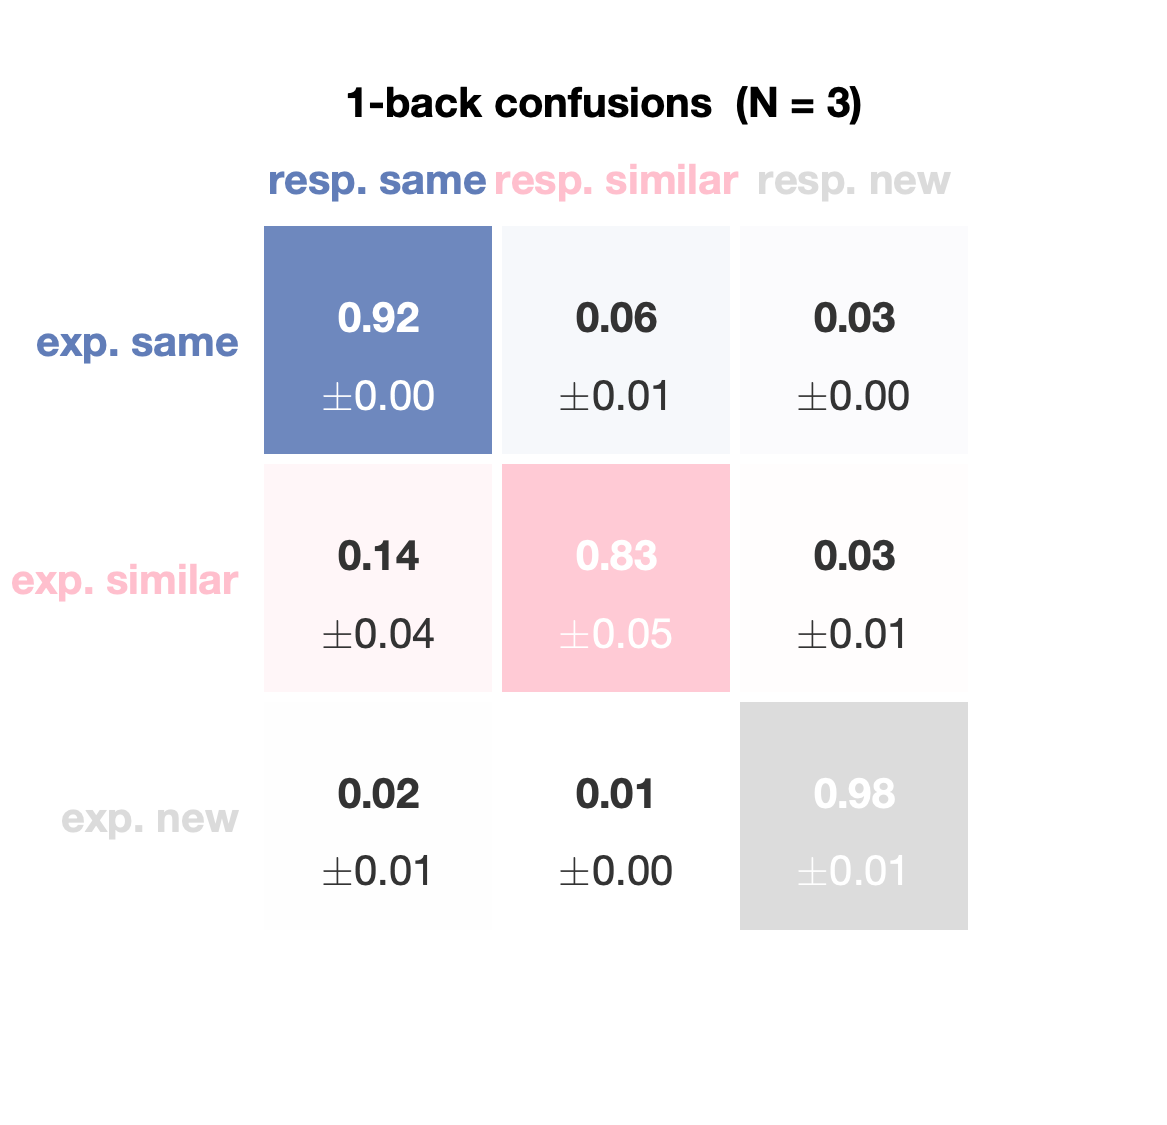 1-back confusions (N = 3)
resp. same resp. similar resp. new
exp. same
0.92 0.06 0.03
±0.00 ±0.01 ±0.00
exp. similar
0.14 0.83 0.03
±0.04 ±0.05 ±0.01
exp. new
0.02 0.01 0.98
±0.01 ±0.00 ±0.01